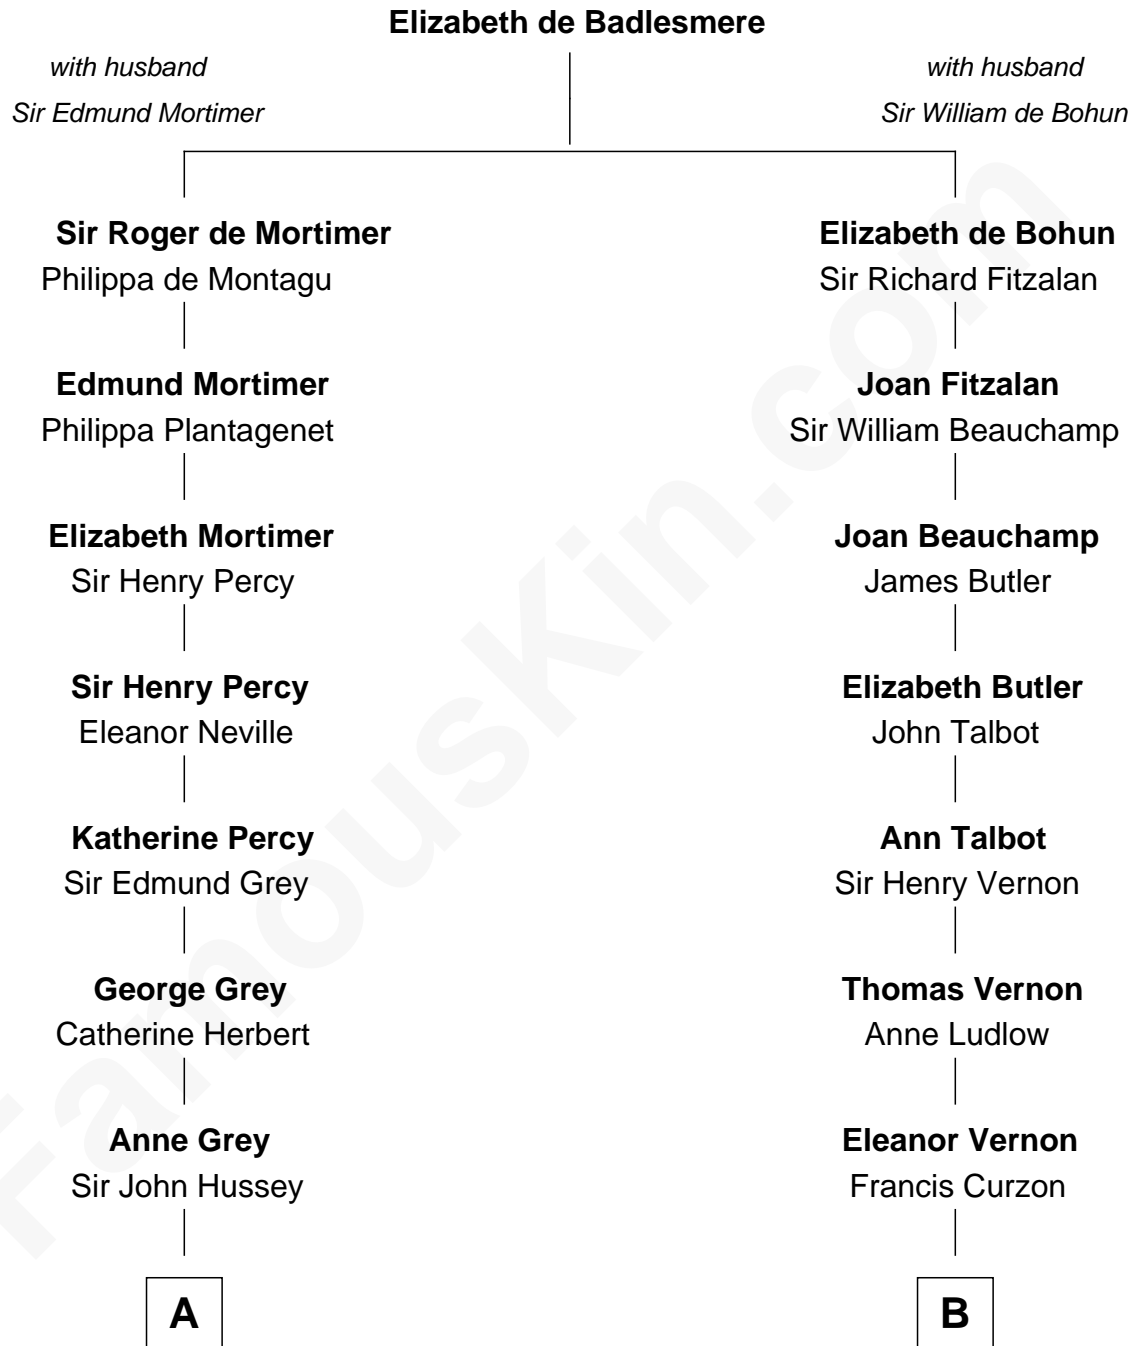 Elizabeth de Badlesmere
with husband
Sir Edmund Mortimer
with husband
Sir William de Bohun
Sir Roger de Mortimer
Philippa de Montagu
Elizabeth de Bohun
Sir Richard Fitzalan
Edmund Mortimer
Philippa Plantagenet
Joan Fitzalan
Sir William Beauchamp
Elizabeth Mortimer
Sir Henry Percy
Joan Beauchamp
James Butler
Sir Henry Percy
Eleanor Neville
Elizabeth Butler
John Talbot
Katherine Percy
Sir Edmund Grey
Ann Talbot
Sir Henry Vernon
George Grey
Catherine Herbert
Thomas Vernon
Anne Ludlow
Anne Grey
Sir John Hussey
Eleanor Vernon
Francis Curzon
A
B
FamousKin.com